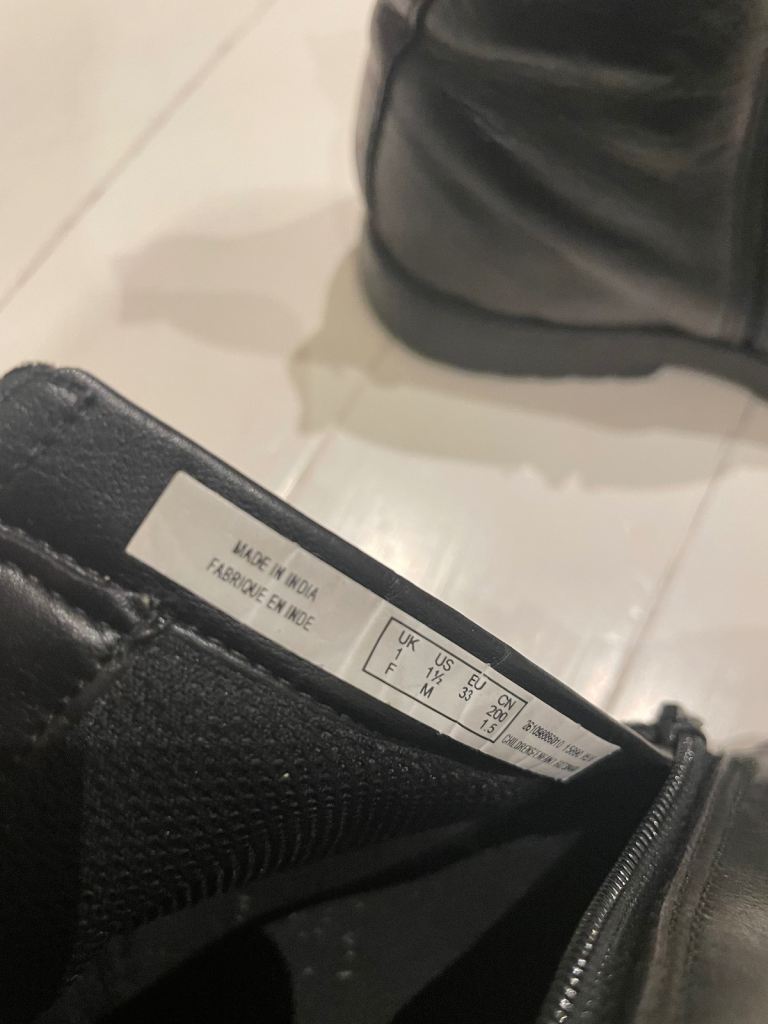 MADE IN INDIA
FABRIQUE EN INDE
UK US EU CN
1 1½ 33 200
F M 1.5